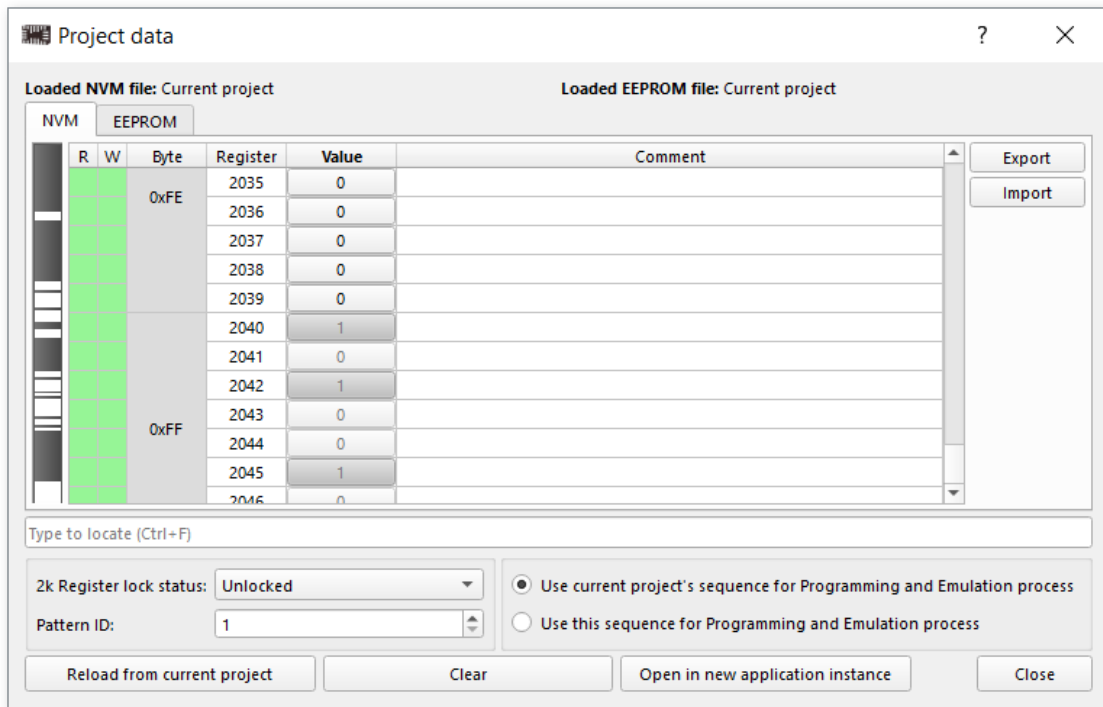 Project data ?
Loaded NVM file: Current project Loaded EEPROM file: Current project
NVM EEPROM
R W Byte Register Value Comment
Export
Import
0xFE
2035 0
2036 0
2037 0
2038 0
2039 0
0xFF
2040 1
2041 0
2042 1
2043 0
2044 0
2045 1
2046 0
Type to locate (Ctrl+F)
2k Register lock status: Unlocked
Pattern ID: 1
Use current project's sequence for Programming and Emulation process
Use this sequence for Programming and Emulation process
Reload from current project Clear Open in new application instance Close